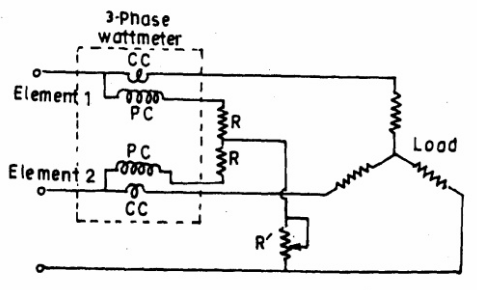 3-Phase
wattmeter
CC
Element 1
PC
R
PC
R
Load
Element 2
CC
R′